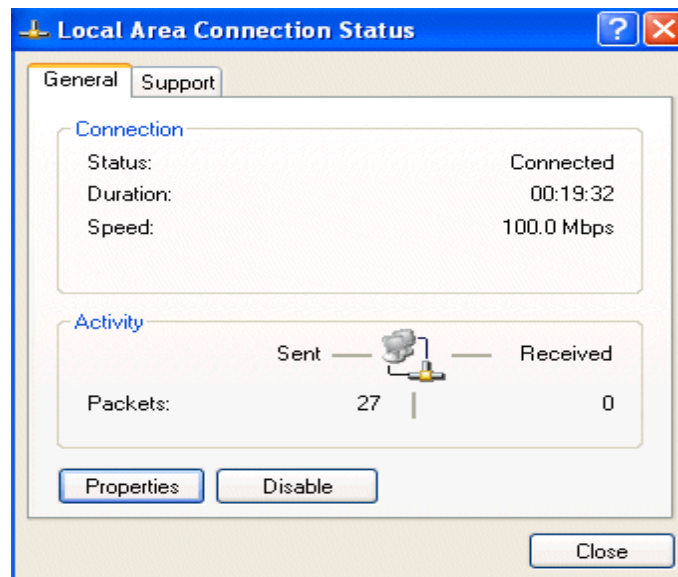 Local Area Connection Status
General Support
Connection
Status: Connected
Duration: 00:19:32
Speed: 100.0 Mbps
Activity
Sent Received
Packets: 27 0
Properties Disable
Close